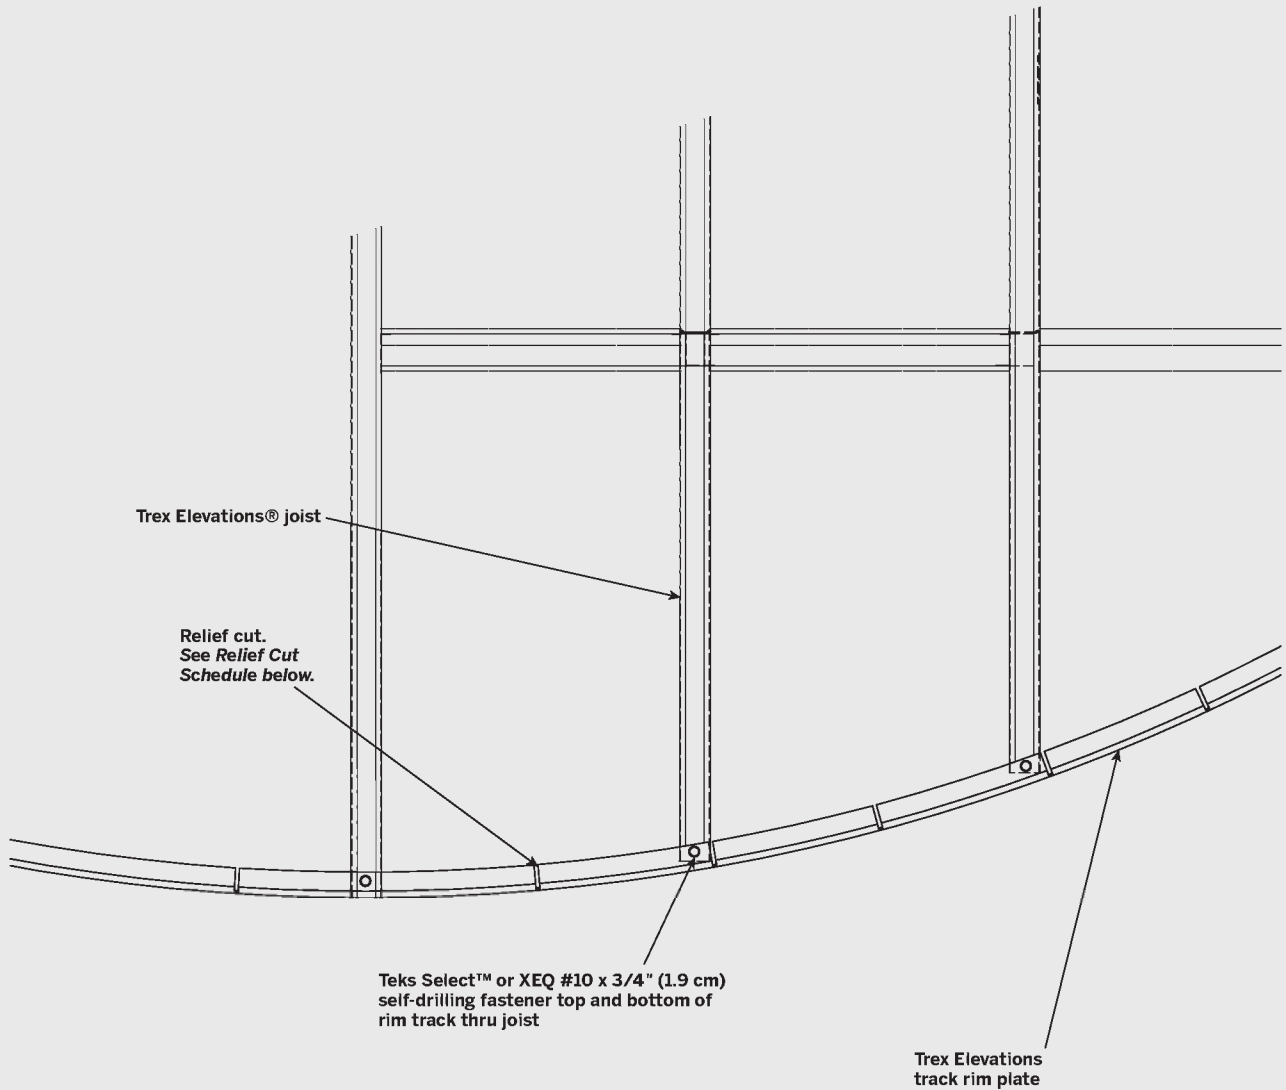 Trex Elevations® joist
Relief cut.
See Relief Cut
Schedule below.
Teks Select™ or XEQ #10 x 3/4" (1.9 cm)
self-drilling fastener top and bottom of
rim track thru joist
Trex Elevations
track rim plate